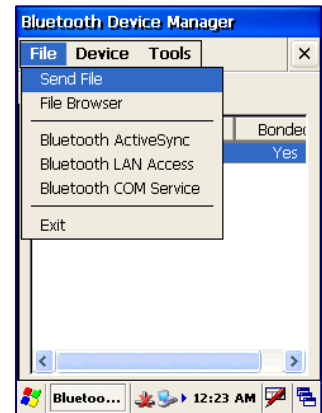 Bluetooth Device Manager
File Device Tools
Send File
File Browser
Bonded
Yes
Bluetooth ActiveSync
Bluetooth LAN Access
Bluetooth COM Service
Exit
Bluetoo... 12:23 AM